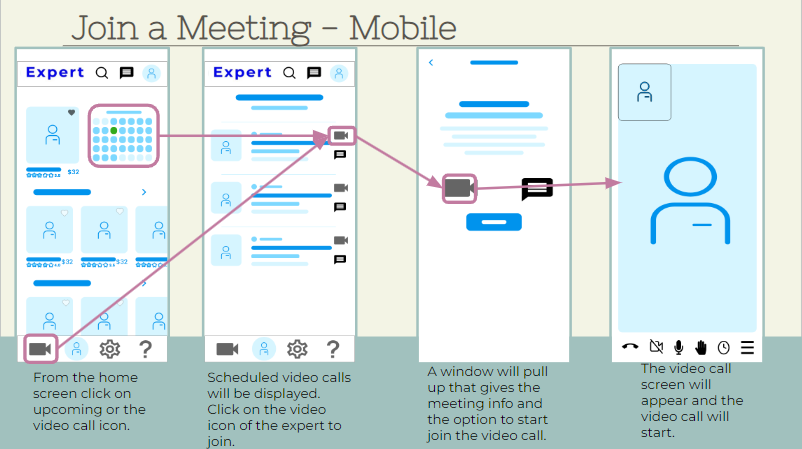 Join a Meeting - Mobile
Expert
Expert
$32
$32
$32
?
?
From the home
screen click on
upcoming or the
video call icon.
Scheduled video calls
will be displayed.
Click on the video
icon of the expert to
join.
A window will pull
up that gives the
meeting info and
the option to start
join the video call.
The video call
screen will
appear and the
video call will
start.